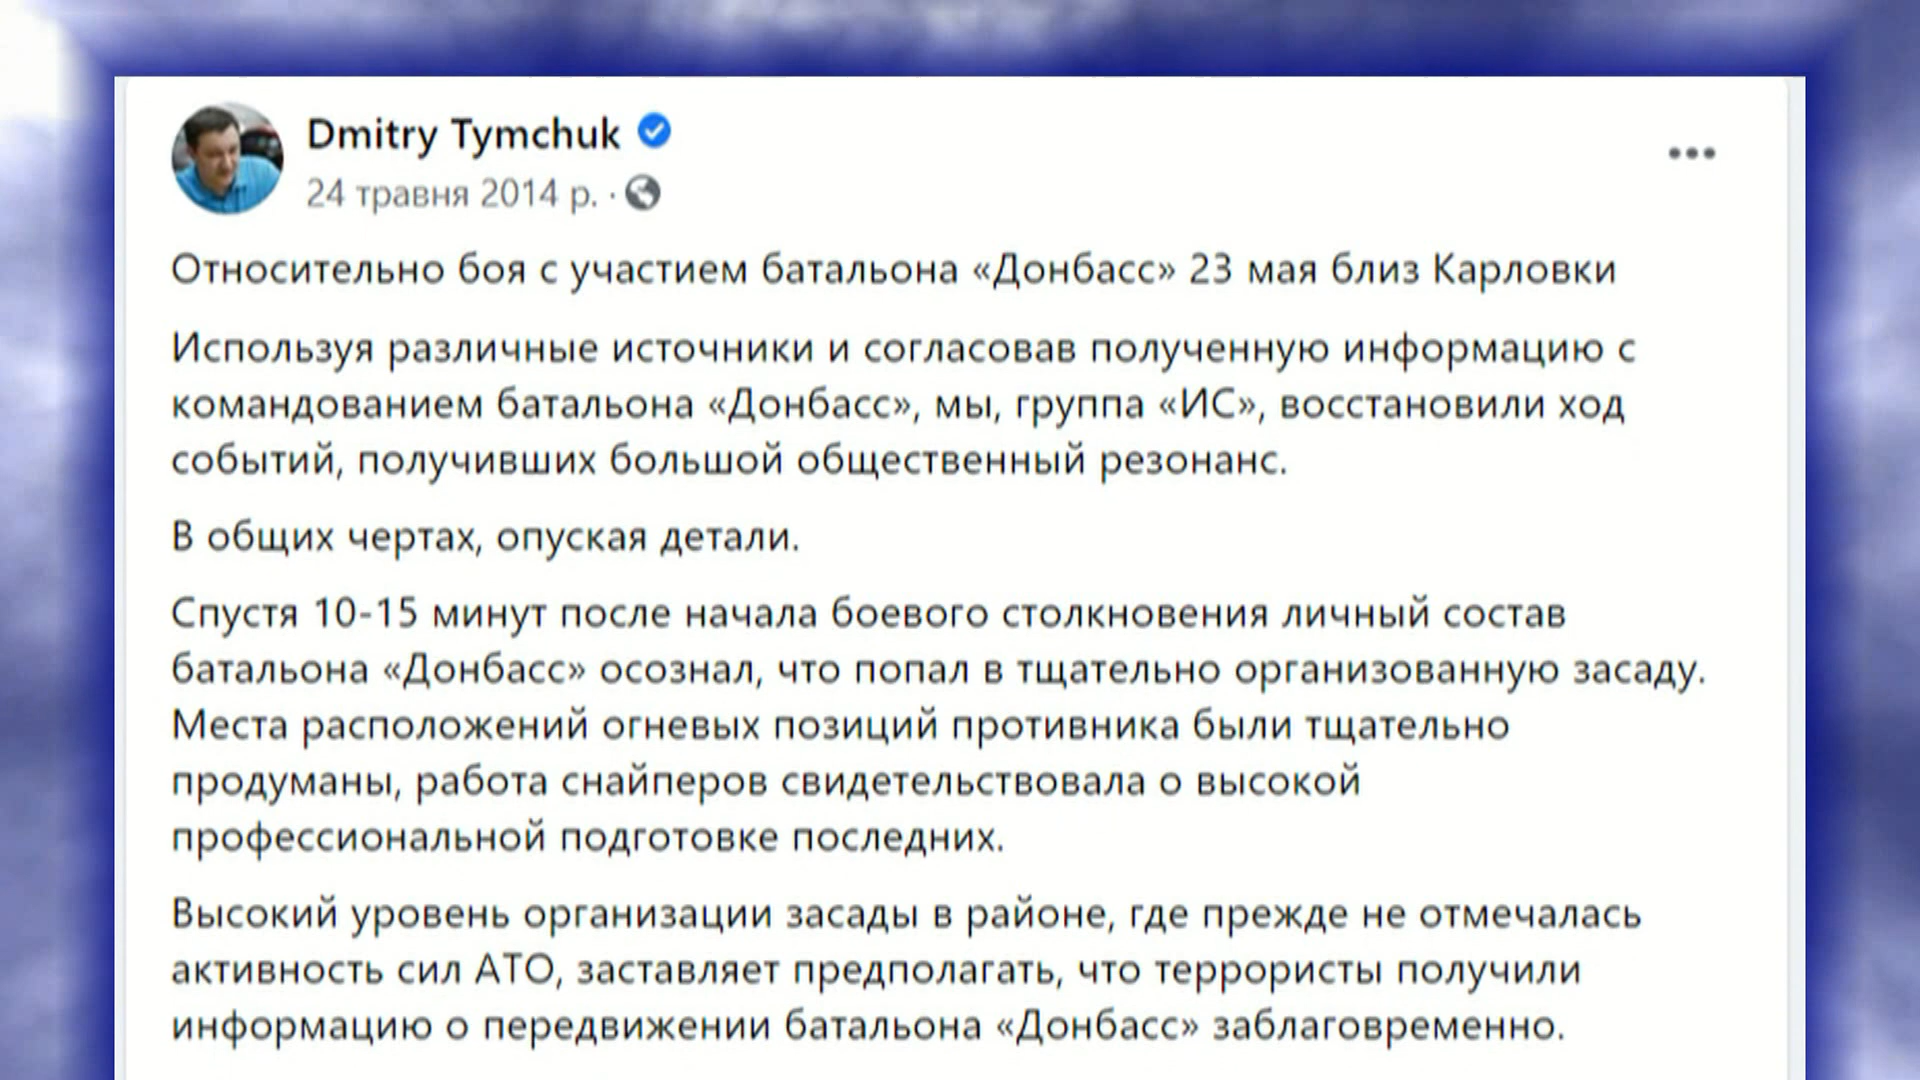 Dmitry Tymchuk
24 травня 2014 р. ·
Относительно боя с участием батальона «Донбасс» 23 мая близ Карловки
Используя различные источники и согласовав полученную информацию с
командованием батальона «Донбасс», мы, группа «ИС», восстановили ход
событий, получивших большой общественный резонанс.
В общих чертах, опуская детали.
Спустя 10-15 минут после начала боевого столкновения личный состав
батальона «Донбасс» осознал, что попал в тщательно организованную засаду.
Места расположений огневых позиций противника были тщательно
продуманы, работа снайперов свидетельствовала о высокой
профессиональной подготовке последних.
Высокий уровень организации засады в районе, где прежде не отмечалась
активность сил АТО, заставляет предполагать, что террористы получили
информацию о передвижении батальона «Донбасс» заблаговременно.